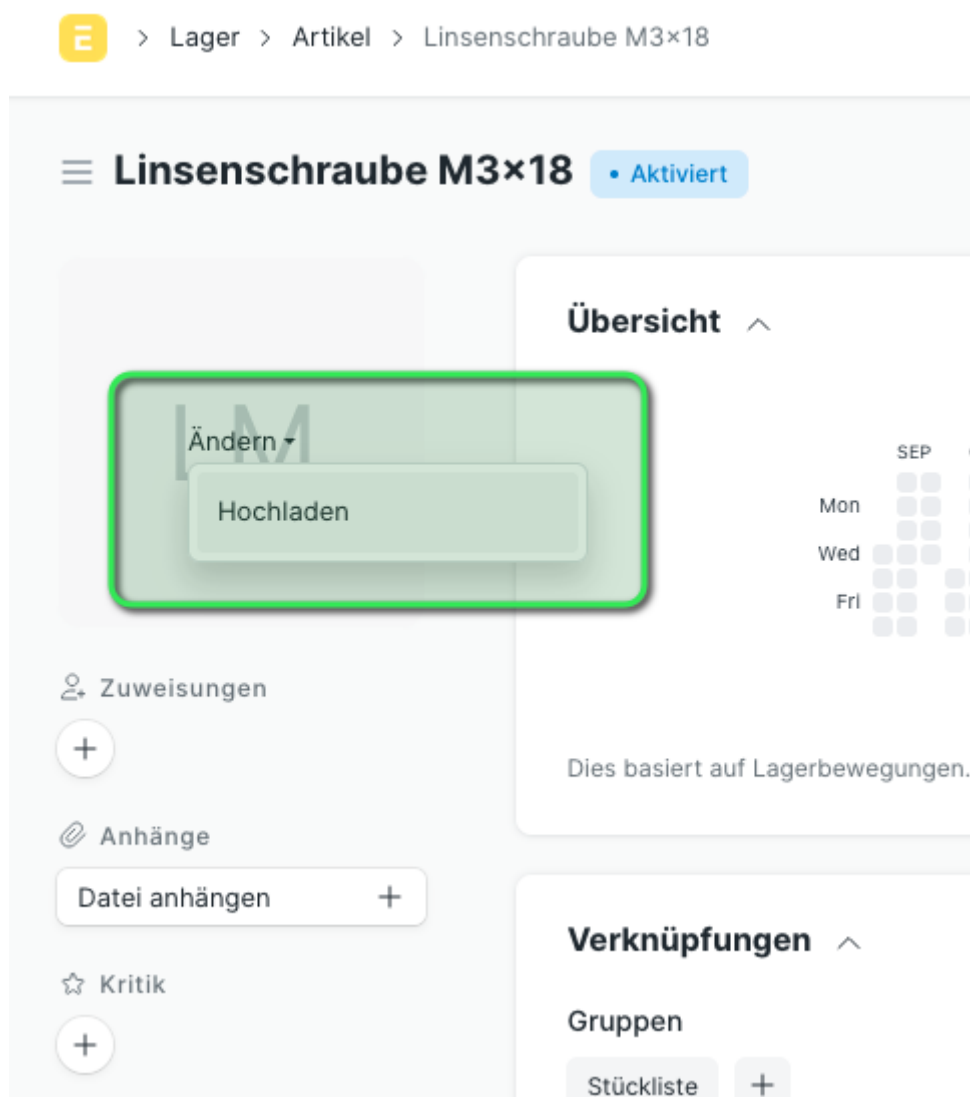 E > Lager > Artikel > Linsenschraube M3×18
Linsenschraube M3×18 • Aktiviert
LM
Ändern
Hochladen
Zuweisungen
+
Anhänge
Datei anhängen +
Kritik
+
Übersicht
SEP
Mon
Wed
Fri
Dies basiert auf Lagerbewegungen.
Verknüpfungen
Gruppen
Stückliste +